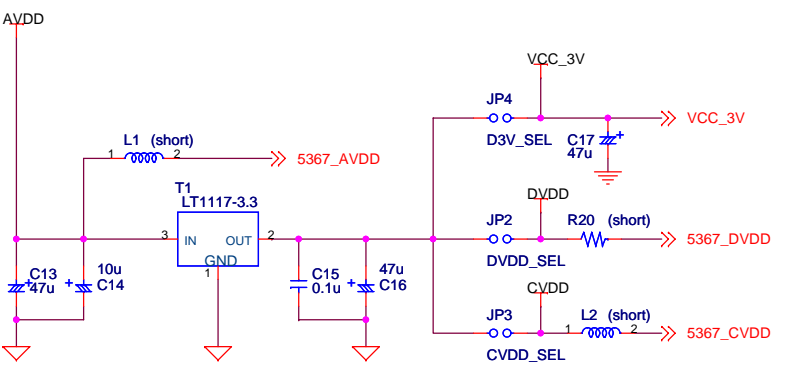 AVDD
VCC_3V
JP4
VCC_3V
D3V_SEL
C17
+
47u
L1 (short)
1
2
5367_AVDD
T1
LT1117-3.3
3
IN
OUT
2
GND
1
DVDD
JP2
R20 (short)
5367_DVDD
DVDD_SEL
C13
+
47u
10u
+
C14
C15
0.1u
47u
+
C16
CVDD
JP3
L2 (short)
1
2
5367_CVDD
CVDD_SEL